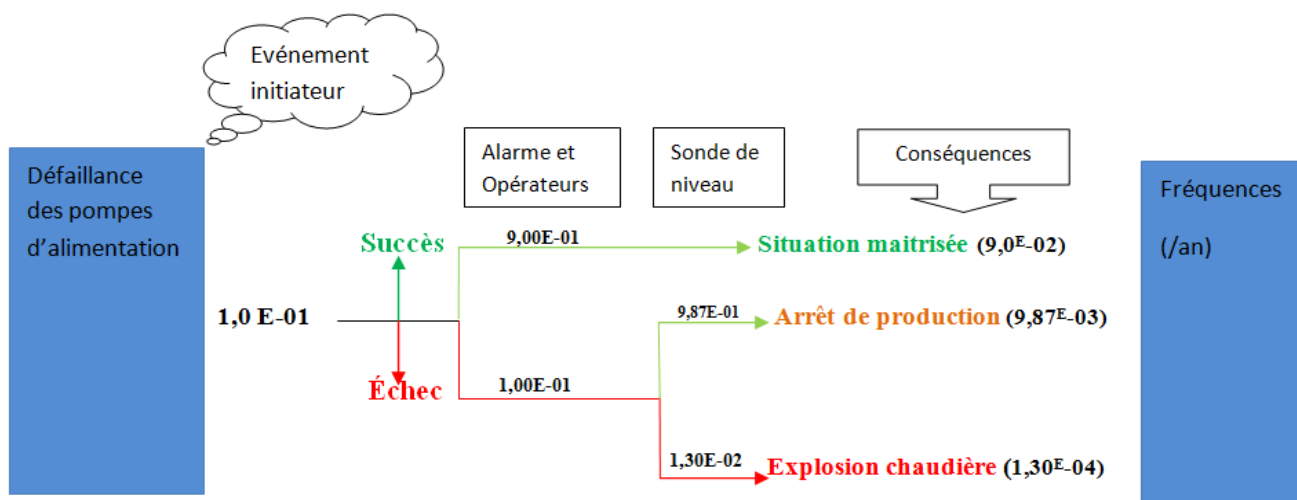 Evénement
initiateur
Défaillance
des pompes
d'alimentation
Alarme et
Opérateurs
Sonde de
niveau
Conséquences
Fréquences
(/an)
Succès
9,00E-01
Situation maitrisée (9,0E-02)
1,0 E-01
9,87E-01
Arrêt de production (9,87E-03)
Échec
1,00E-01
1,30E-02
Explosion chaudière (1,30E-04)